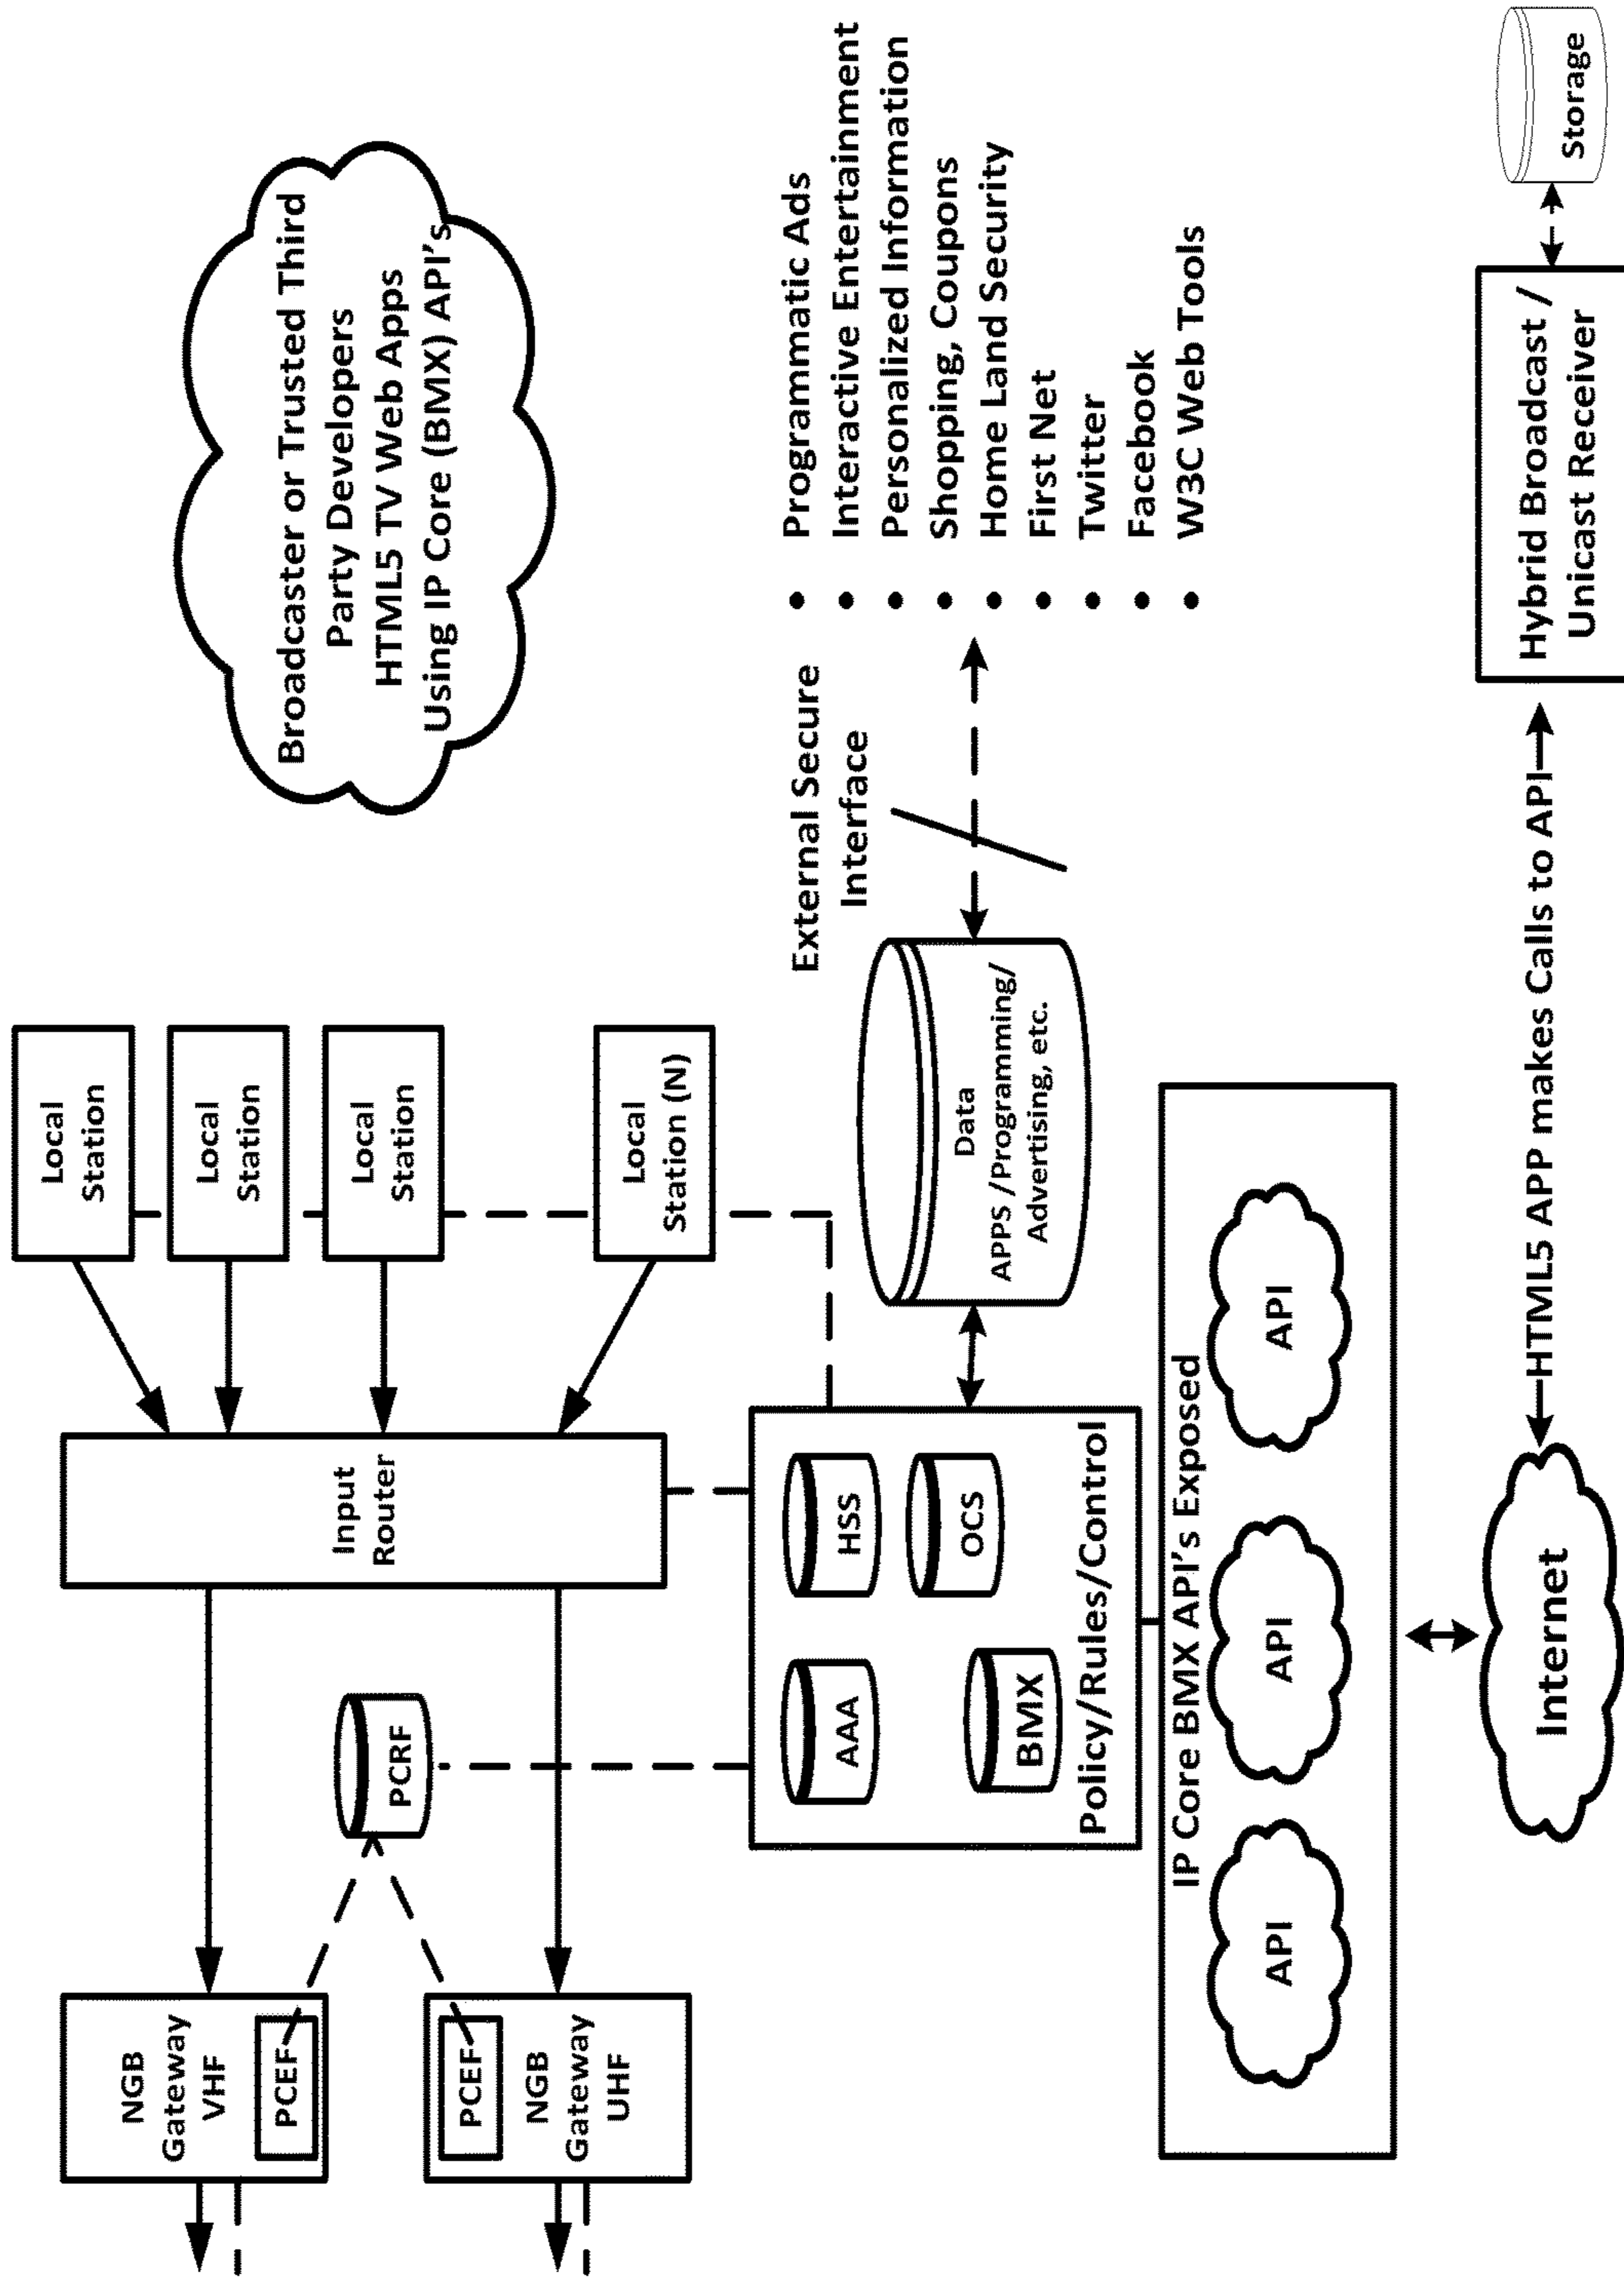 Local
Station
Local
Station
Local
Station
Local
Station (N)
Input
Router
NGB
Gateway
VHF
PCEF
PCEF
NGB
Gateway
UHF
PCRF
Broadcaster or Trusted Third
Party Developers
HTML5 TV Web Apps
Using IP Core (BMX) API's
AAA
HSS
BMX
OCS
Policy/Rules/Control
Data
APPS /Programming/
Advertising, etc.
External Secure
Interface
• Programmatic Ads
• Interactive Entertainment
• Personalized Information
• Shopping, Coupons
• Home Land Security
• First Net
• Twitter
• Facebook
• W3C Web Tools
IP Core BMX API's Exposed
API
API
API
Internet
HTML5 APP makes Calls to API
Hybrid Broadcast /
Unicast Receiver
Storage